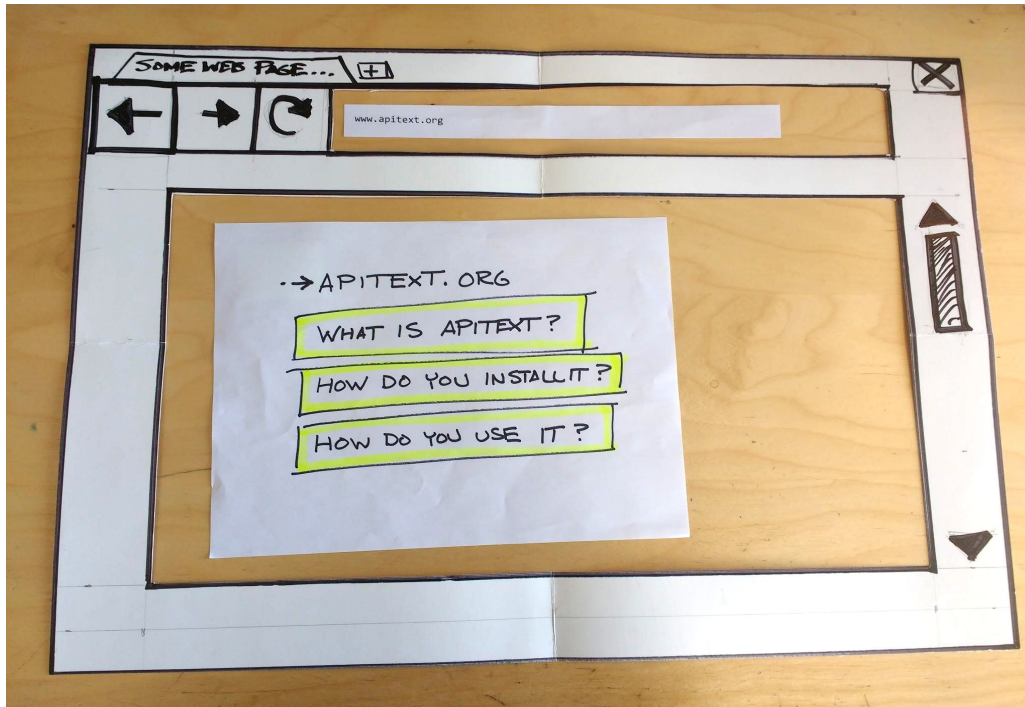 SOME WEB PAGE...
www.apitext.org
→ APITEXT.ORG
WHAT IS APITEXT?
HOW DO YOU INSTALL IT?
HOW DO YOU USE IT?